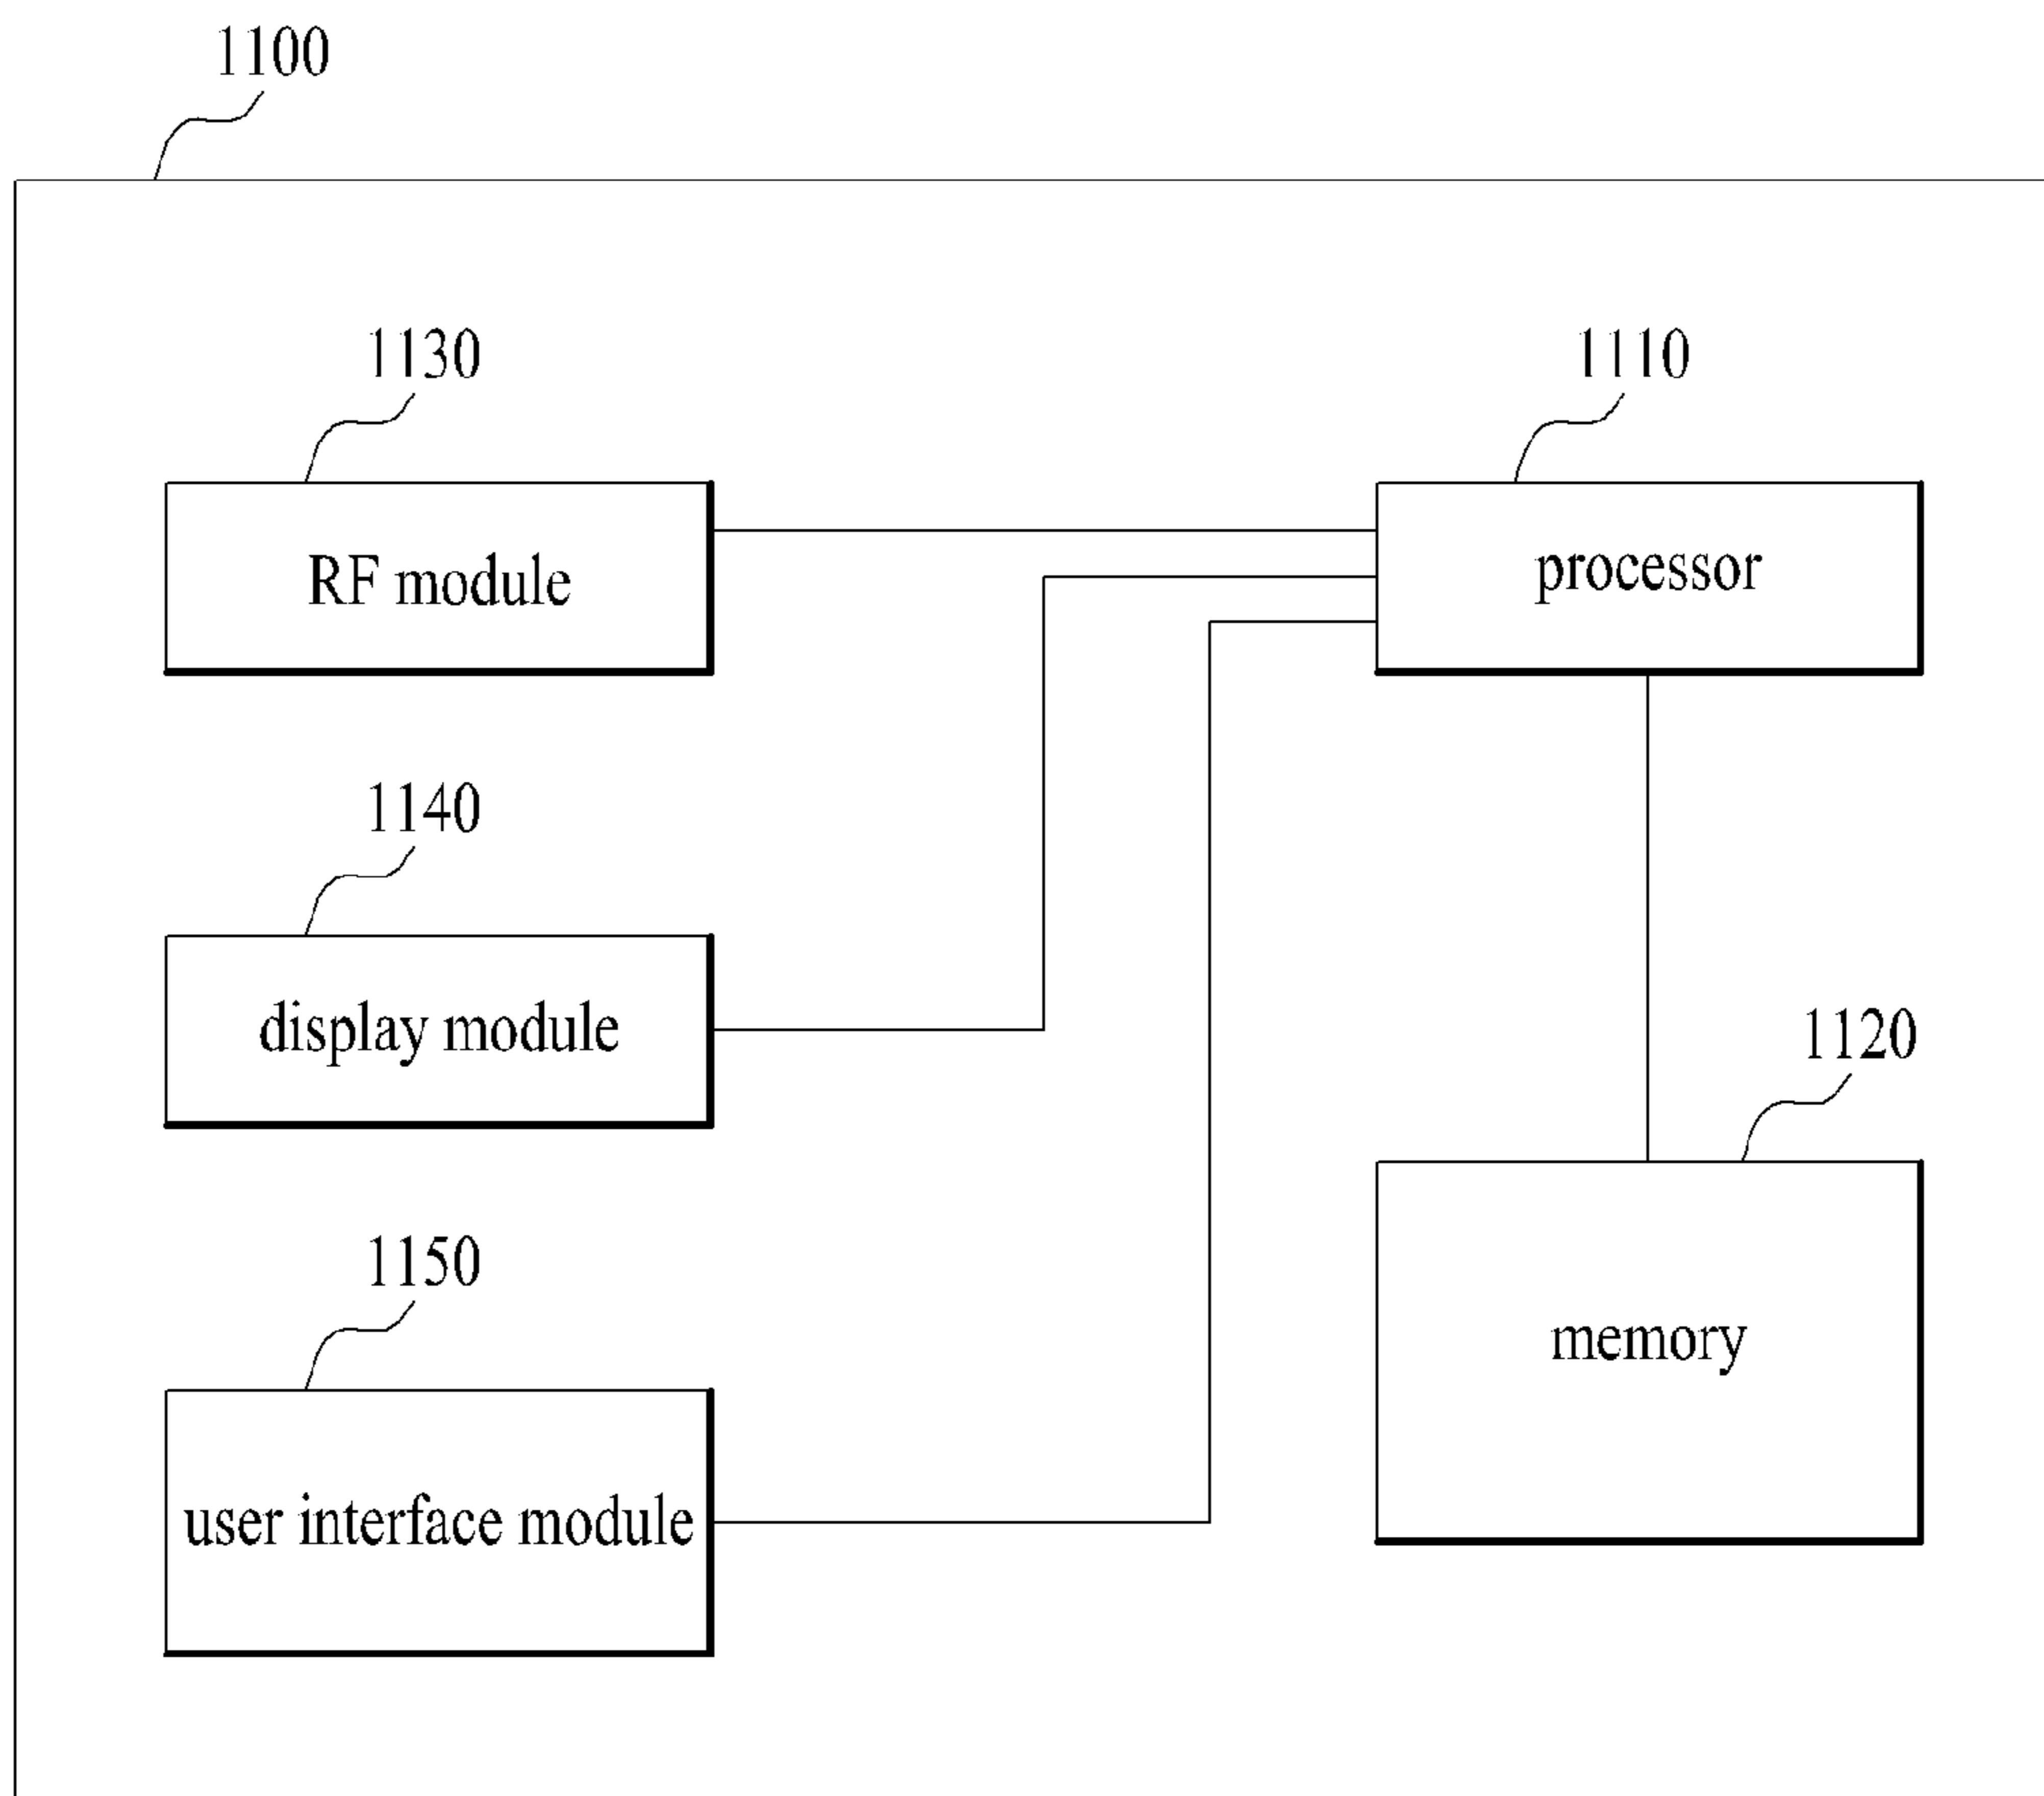 1100
1130
1110
RF module
processor
1140
display module
1120
1150
memory
user interface module